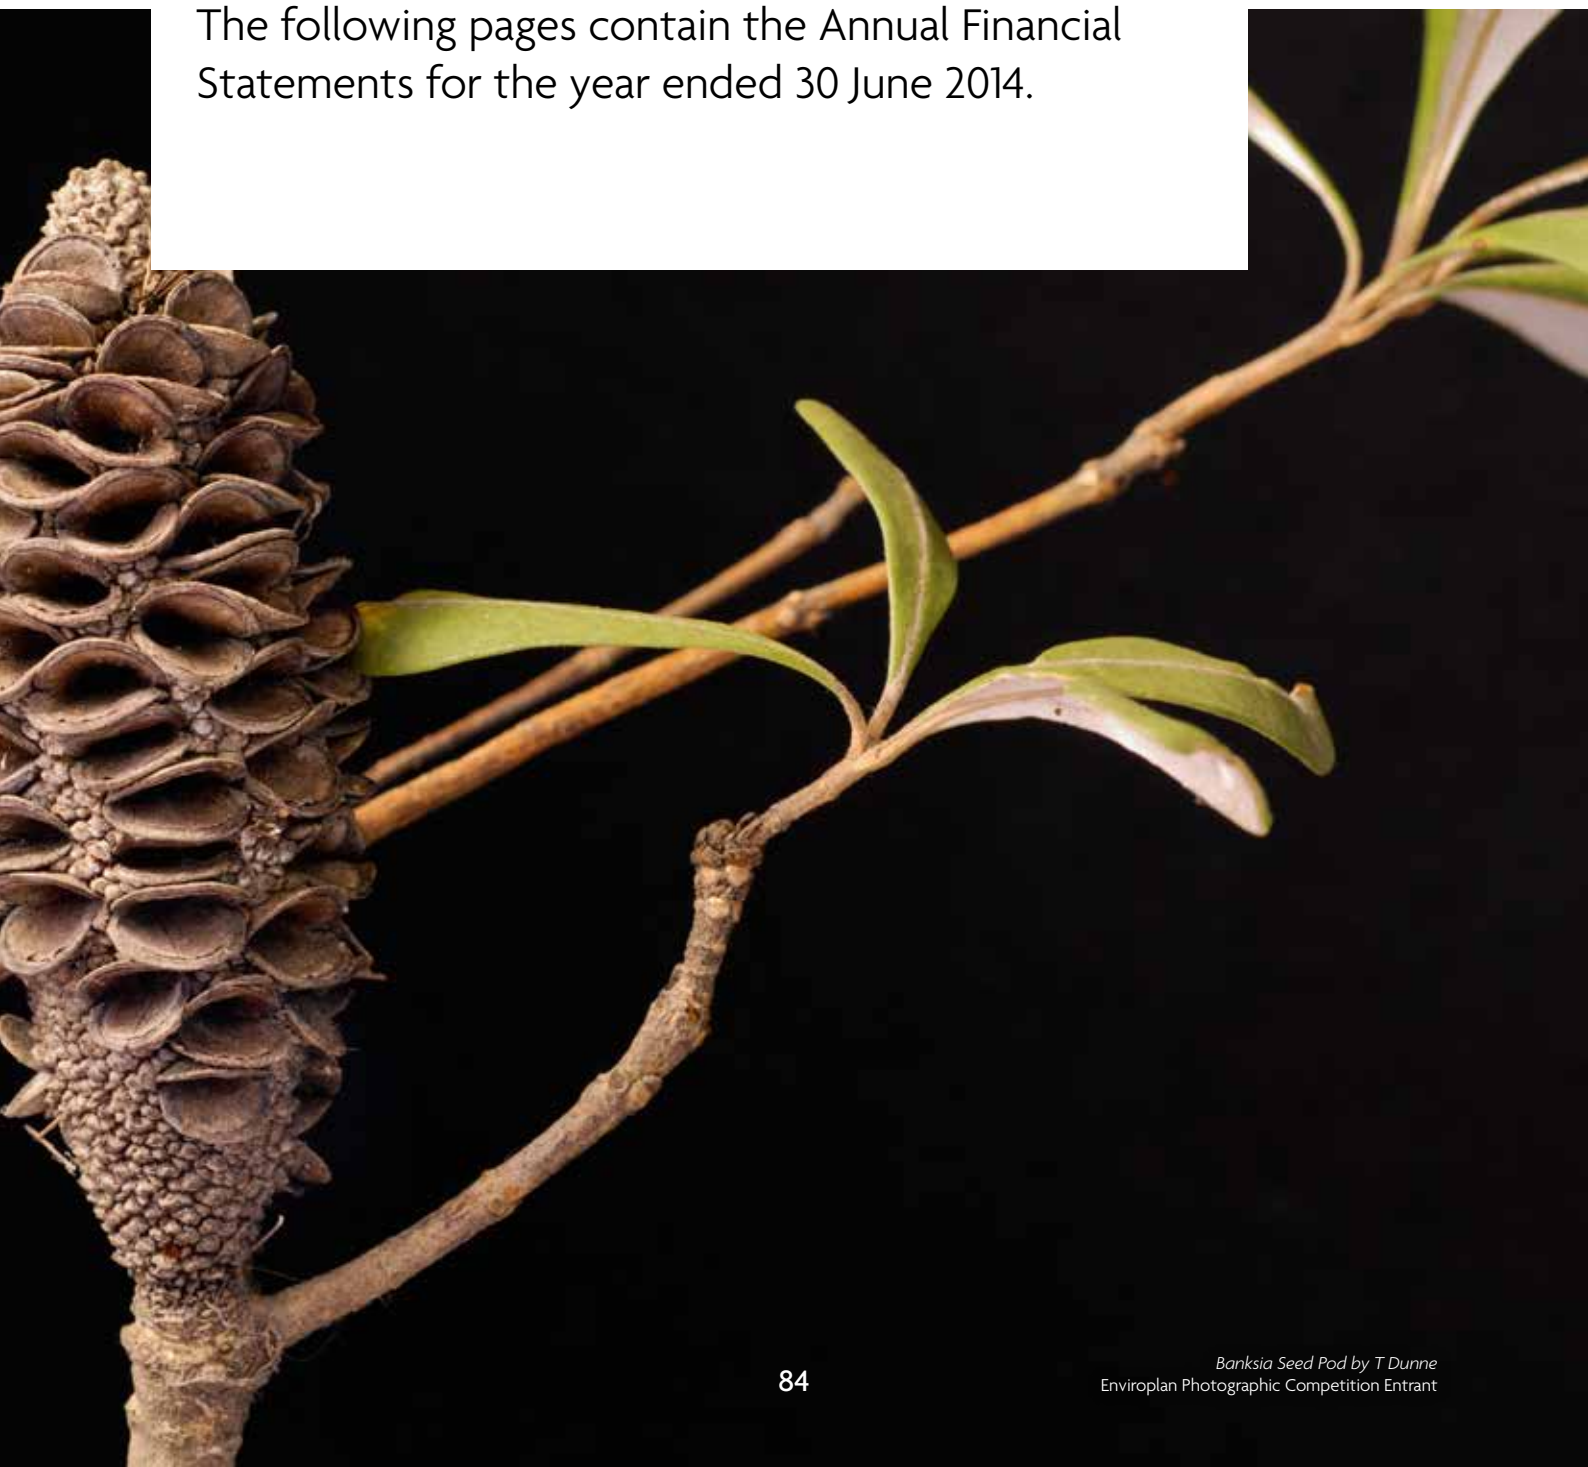 The following pages contain the Annual Financial
Statements for the year ended 30 June 2014.
84
Banksia Seed Pod by T Dunne
Enviroplan Photographic Competition Entrant